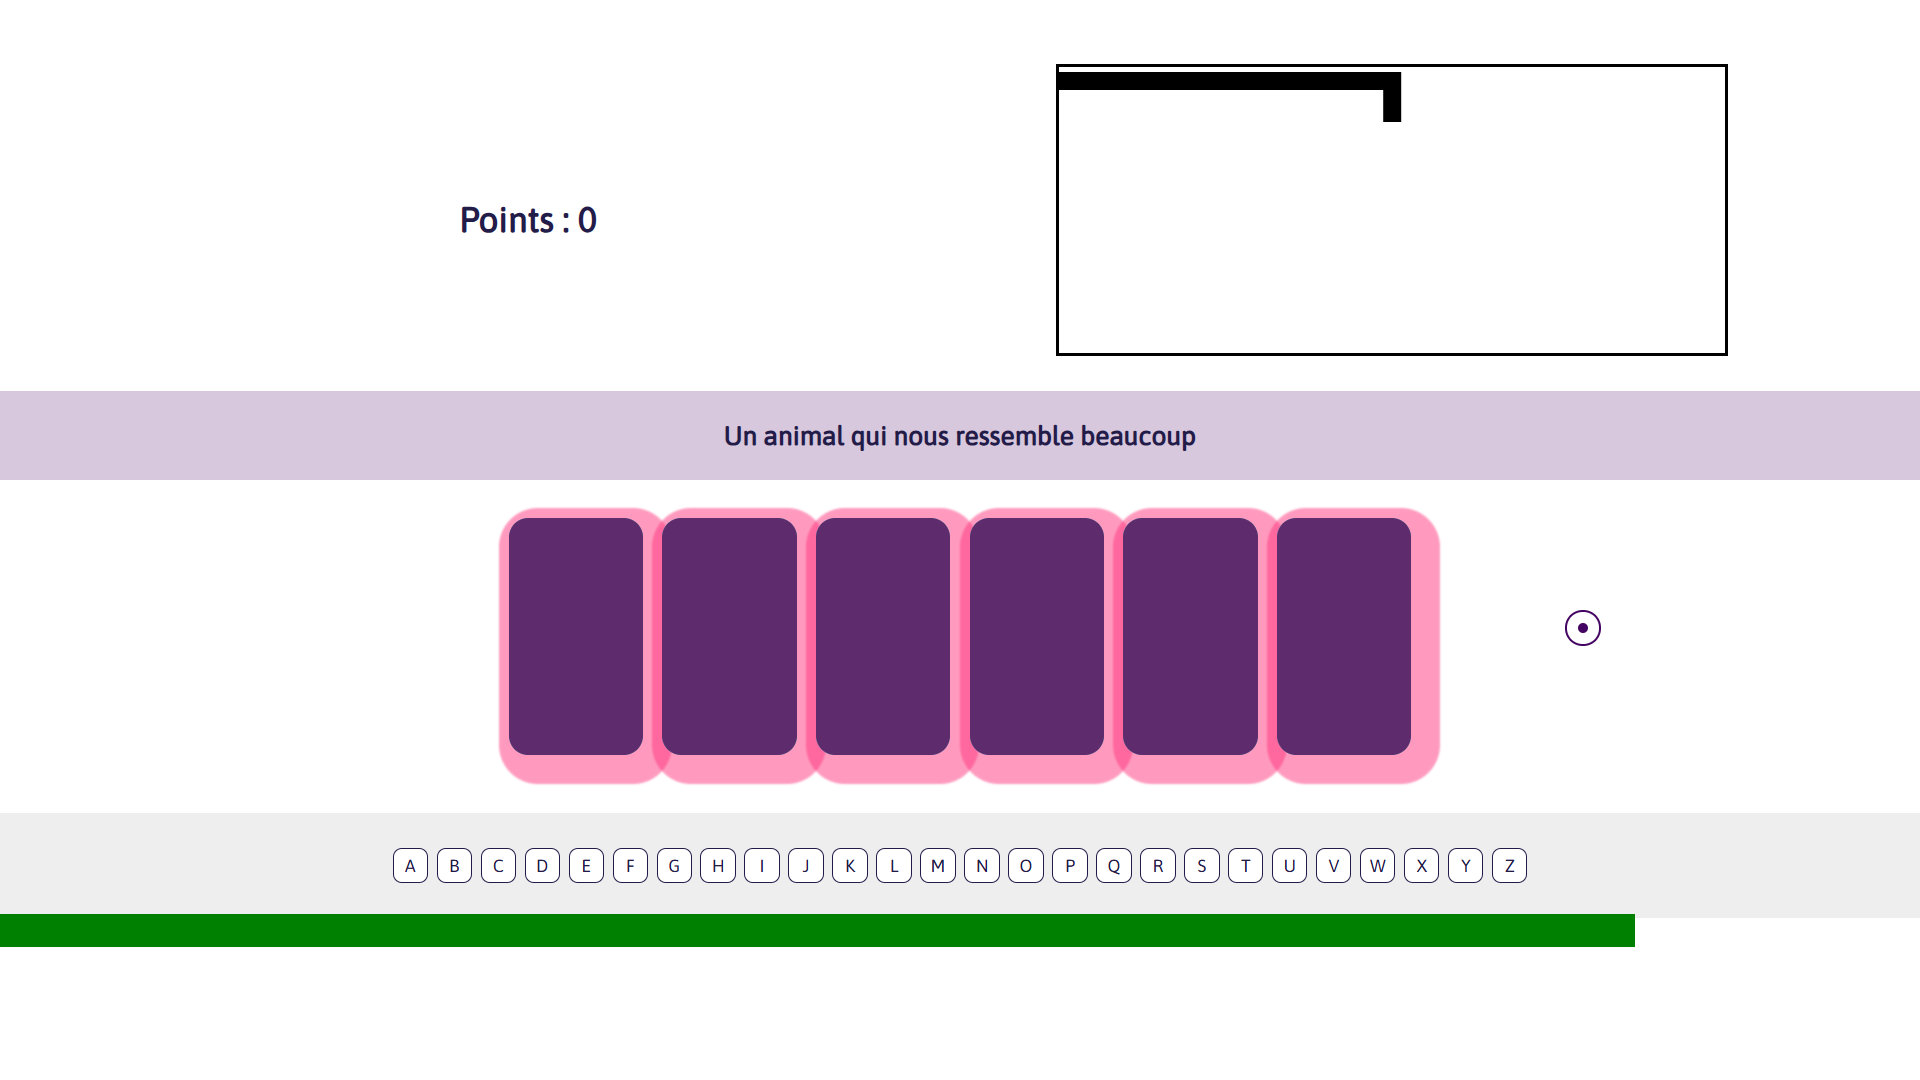 Points : 0
Un animal qui nous ressemble beaucoup
A B C D E F G H I J K L M N O P Q R S T U V W X Y Z